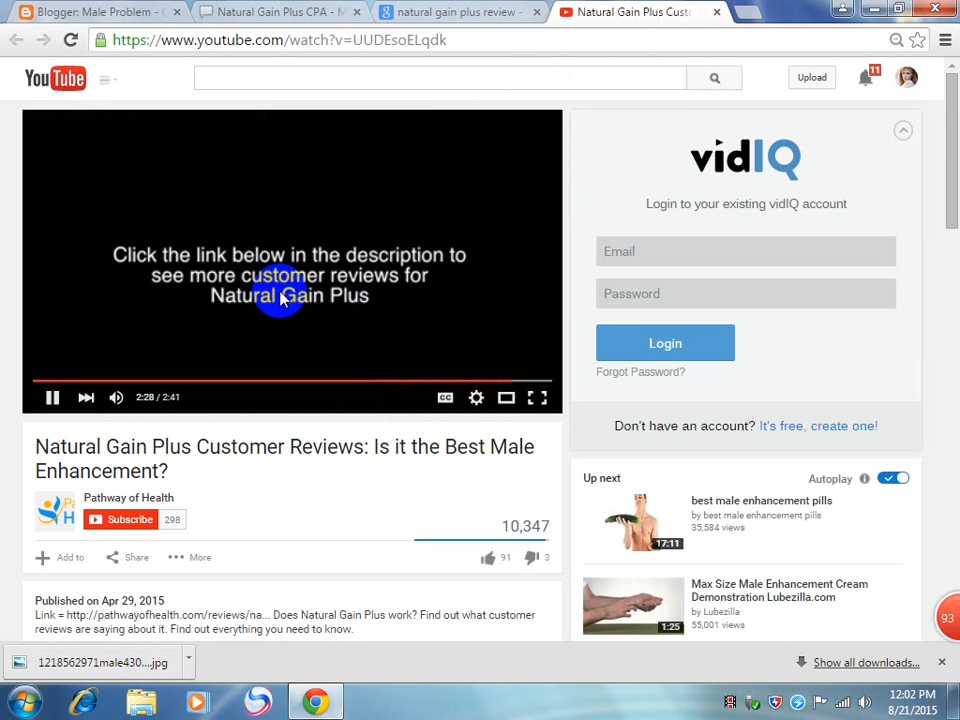 Blogger: Male Problem - C
Natural Gain Plus CPA - M
natural gain plus review -
Natural Gain Plus Custo
https://www.youtube.com/watch?v=UUDEsoELqdk
YouTube
Upload
11
Click the link below in the description to
see more customer reviews for
Natural Gain Plus
2:28 / 2:41
CC
Natural Gain Plus Customer Reviews: Is it the Best Male
Enhancement?
Pathway of Health
Subscribe 298
10,347
Add to
Share
More
91
3
Published on Apr 29, 2015
Link = http://pathwayofhealth.com/reviews/na... Does Natural Gain Plus work? Find out what customer
reviews are saying about it. Find out everything you need to know.
vidIQ
Login to your existing vidIQ account
Email
Password
Login
Forgot Password?
Don't have an account? It's free, create one!
Up next
Autoplay
best male enhancement pills
by best male enhancement pills
35,584 views
17:11
Max Size Male Enhancement Cream
Demonstration Lubezilla.com
by Lubezilla
55,001 views
1:25
93
1218562971male430....jpg
Show all downloads...
12:02 PM
8/21/2015